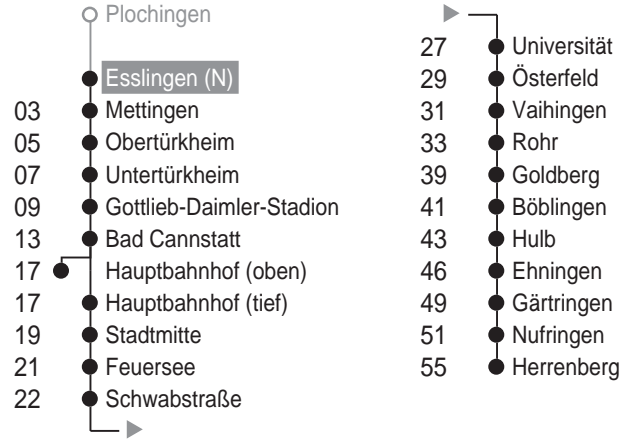 Plochingen
Esslingen (N)
03 Mettingen
05 Obertürkheim
07 Untertürkheim
09 Gottlieb-Daimler-Stadion
13 Bad Cannstatt
17 Hauptbahnhof (oben)
17 Hauptbahnhof (tief)
19 Stadtmitte
21 Feuersee
22 Schwabstraße
27 Universität
29 Österfeld
31 Vaihingen
33 Rohr
39 Goldberg
41 Böblingen
43 Hulb
46 Ehningen
49 Gärtringen
51 Nufringen
55 Herrenberg